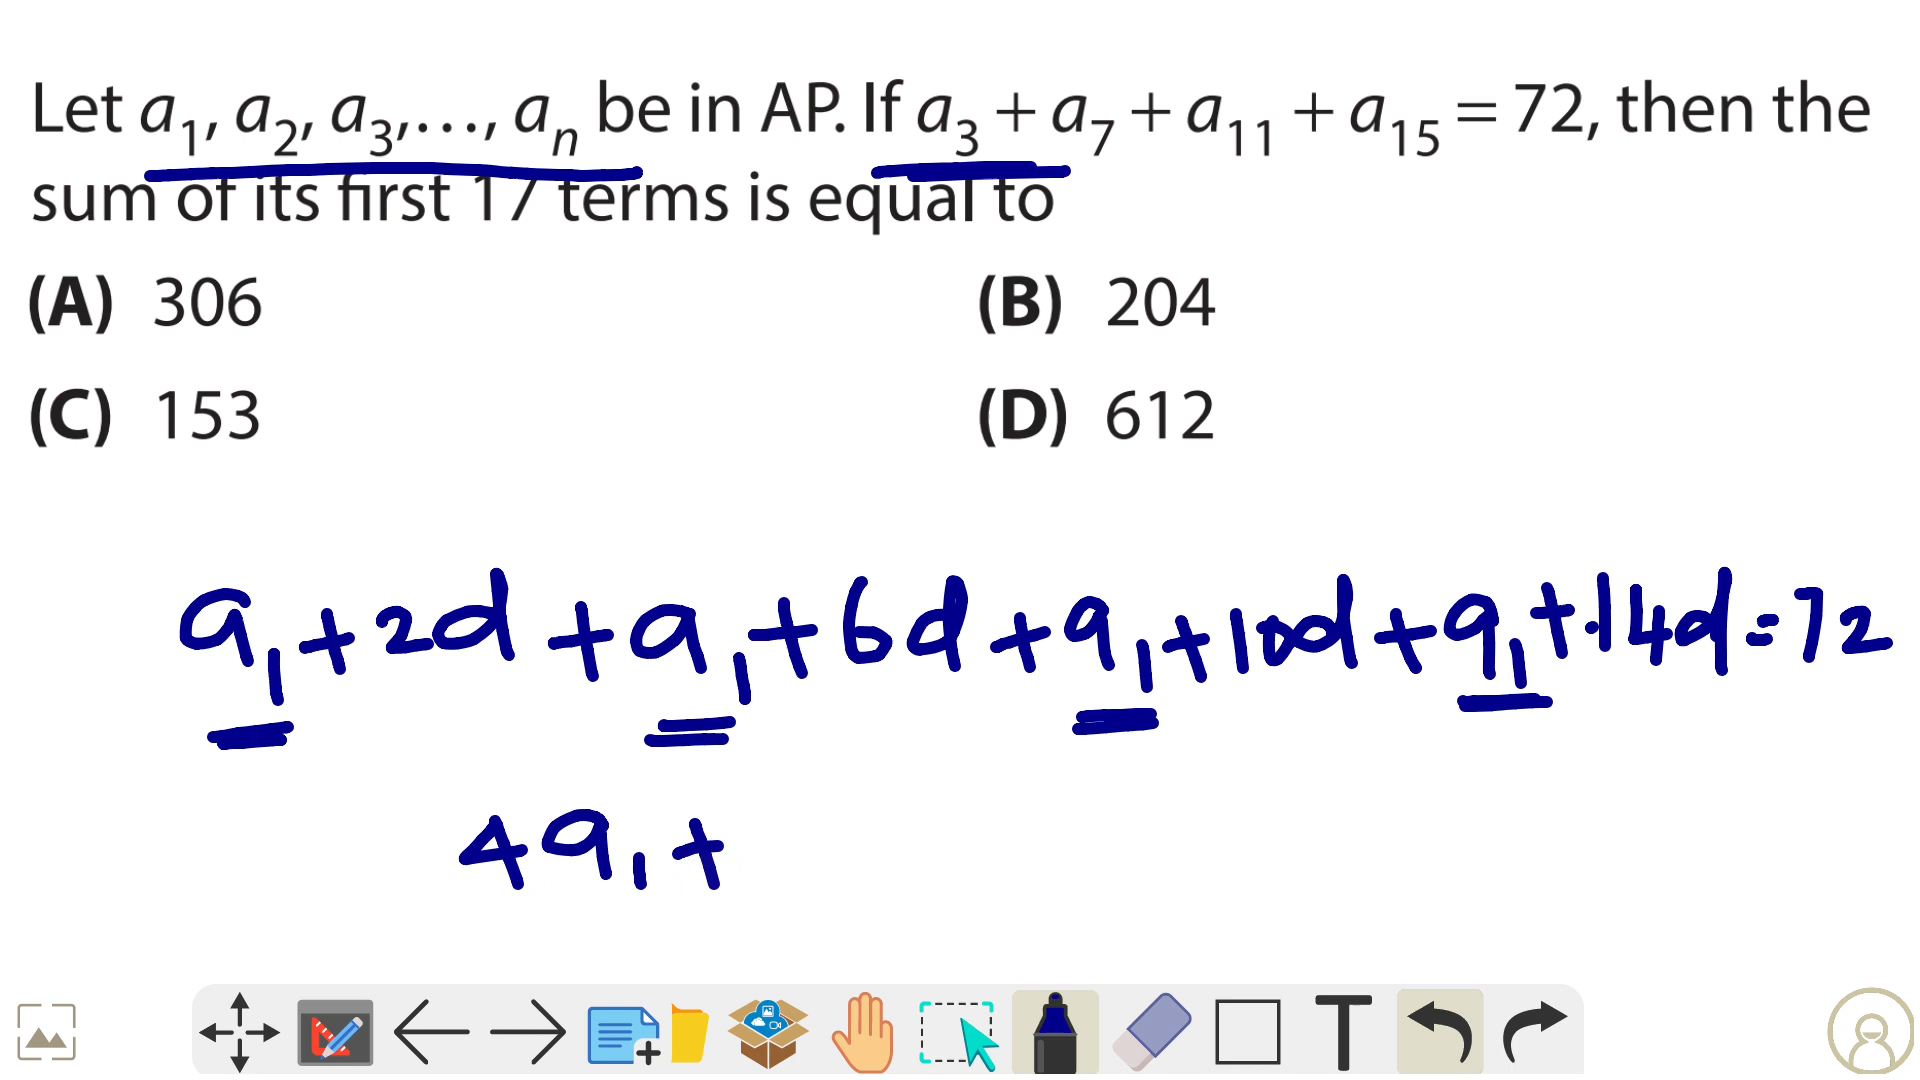 Let a₁, a₂, a₃,..., aₙ be in AP. If a₃ + a₇ + a₁₁ + a₁₅ = 72, then the
sum of its first 17 terms is equal to
(A) 306
(B) 204
(C) 153
(D) 612
a₁+2d+a₁+6d+a₁+10d+a₁+14d=72
4a₁+
T